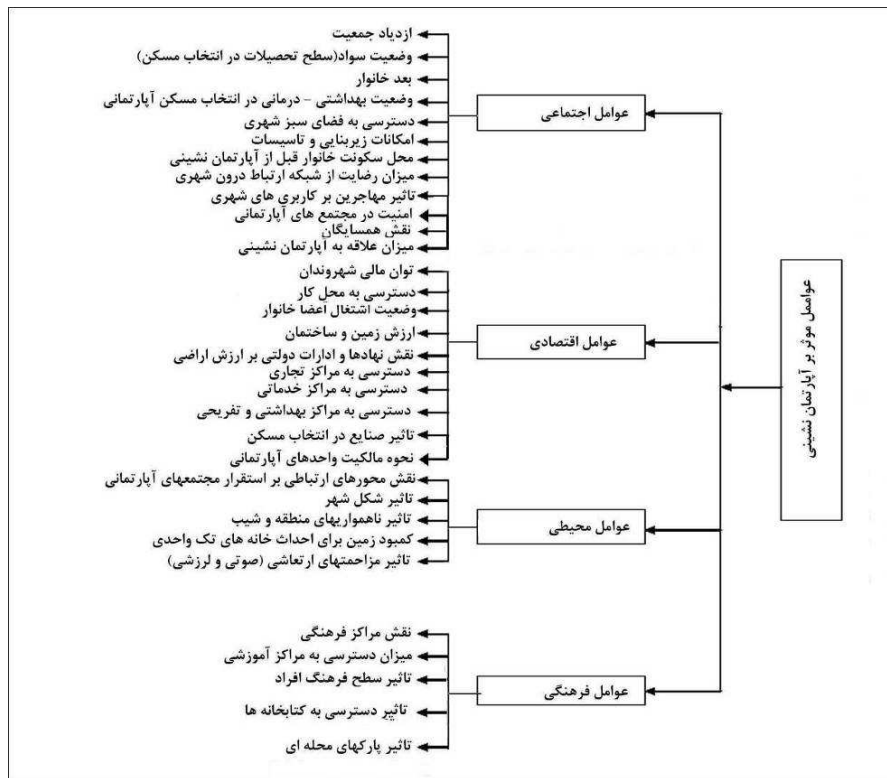 عواممل موثر بر آپارتمان نشینی
عوامل اجتماعی
ازدیاد جمعیت
وضعیت سواد(سطح تحصیلات در انتخاب مسکن)
بعد خانوار
وضعیت بهداشتی - درمانی در انتخاب مسکن آپارتمانی
دسترسی به فضای سبز شهری
امکانات زیربنایی و تاسیسات
محل سکونت خانوار قبل از آپارتمان نشینی
میزان رضایت از شبکه ارتباط درون شهری
تاثیر مهاجرین بر کاربری های شهری
امنیت در مجتمع های آپارتمانی
نقش همسایگان
میزان علاقه به آپارتمان نشینی
عوامل اقتصادی
توان مالی شهروندان
دسترسی به محل کار
وضعیت اشتغال اعضا خانوار
ارزش زمین و ساختمان
نقش نهادها و ادارات دولتی بر ارزش اراضی
دسترسی به مراکز تجاری
دسترسی به مراکز خدماتی
دسترسی به مراکز بهداشتی و تفریحی
تاثیر صنایع در انتخاب مسکن
نحوه مالکیت واحدهای آپارتمانی
عوامل محیطی
نقش محورهای ارتباطی بر استقرار مجتمعهای آپارتمانی
تاثیر شکل شهر
تاثیر ناهمواریهای منطقه و شیب
کمبود زمین برای احداث خانه های تک واحدی
تاثیر مزاحمتهای ارتعاشی (صوتی و لرزشی)
عوامل فرهنگی
نقش مراکز فرهنگی
میزان دسترسی به مراکز آموزشی
تاثیر سطح فرهنگ افراد
تاثیر دسترسی به کتابخانه ها
تاثیر پارکهای محله ای